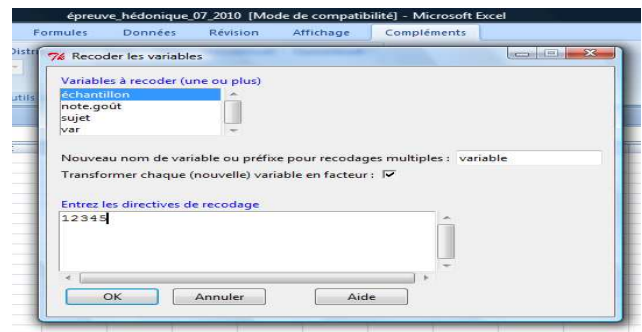 épreuve_hédonique_07_2010 [Mode de compatibilité] - Microsoft Excel
Formules Données Révision Affichage Compléments
Distr
Recoder les variables
utils
Variables à recoder (une ou plus)
échantillon
note.goût
sujet
var
Nouveau nom de variable ou préfixe pour recodages multiples : variable
Transformer chaque (nouvelle) variable en facteur :
Entrez les directives de recodage
12345
OK Annuler Aide